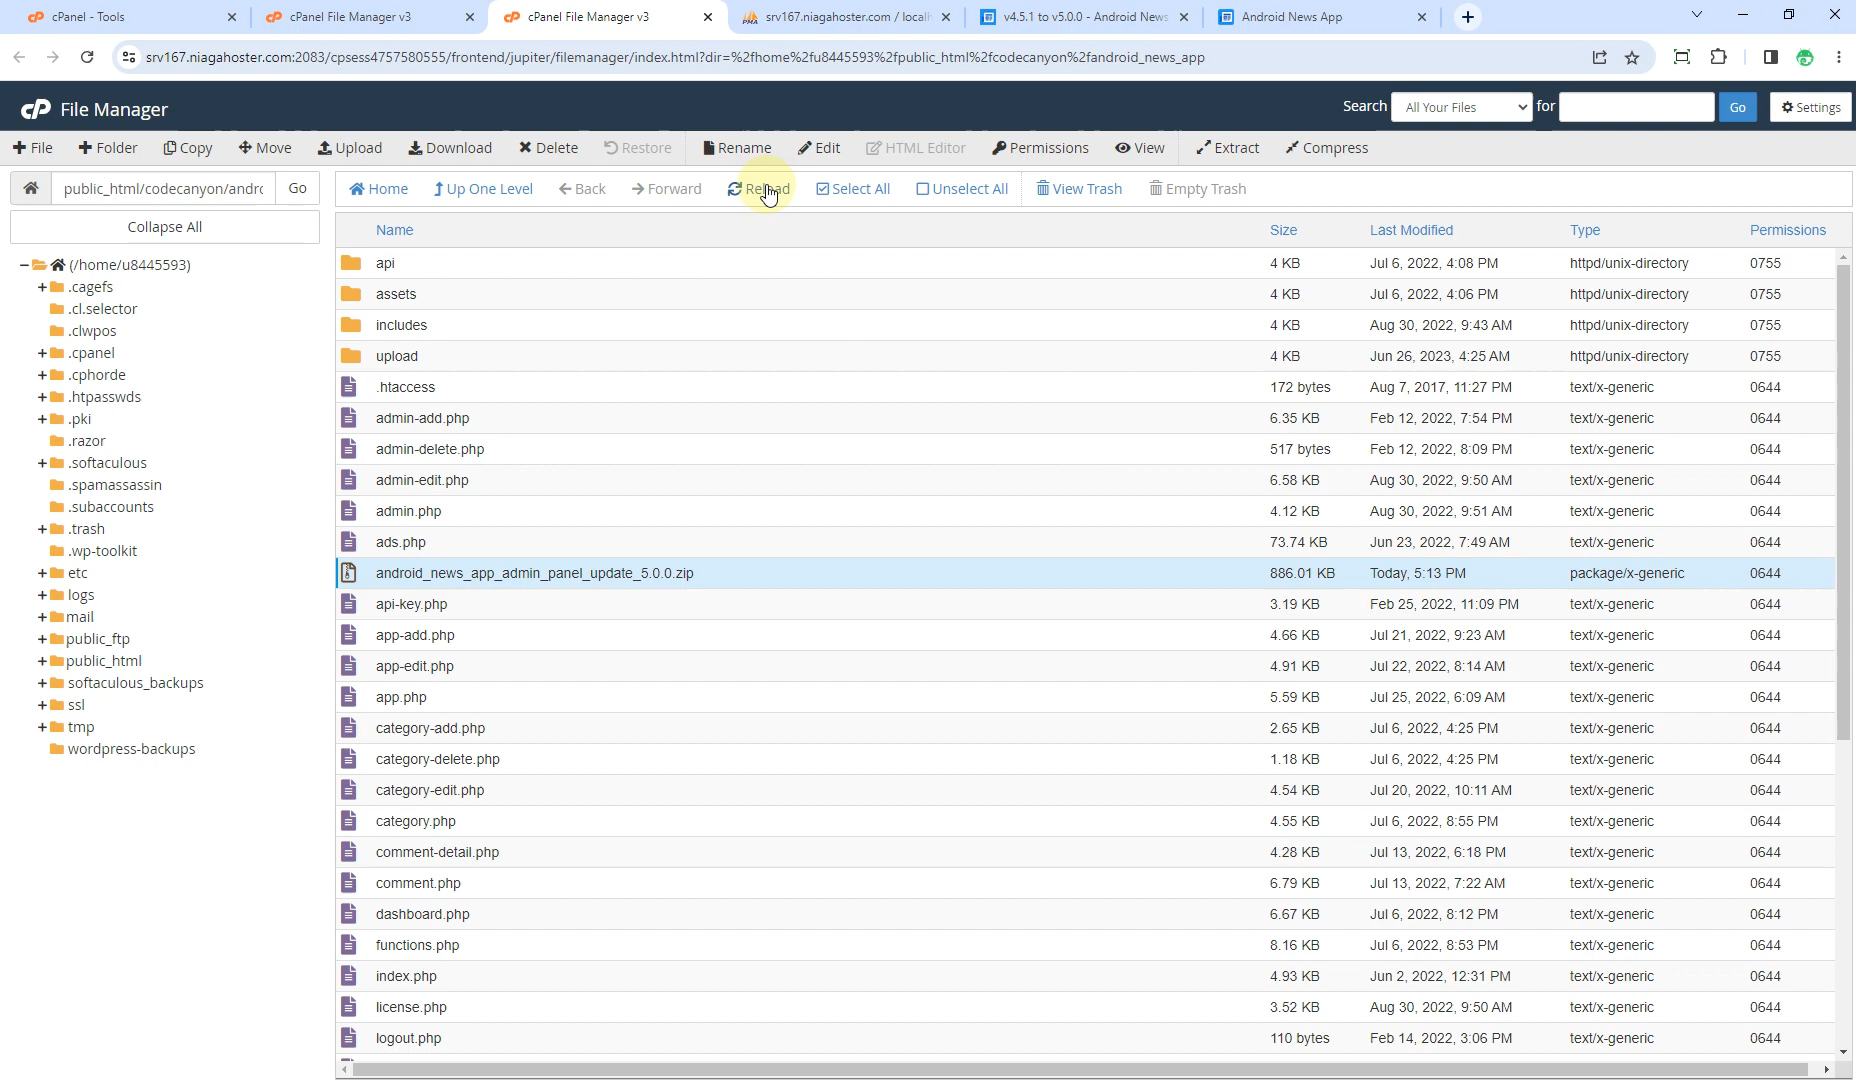 cPanel - Tools
cPanel File Manager v3
cPanel File Manager v3
srv167.niagahoster.com / localh
v4.5.1 to v5.0.0 - Android News
Android News App
srv167.niagahoster.com:2083/cpsess4757580555/frontend/jupiter/filemanager/index.html?dir=%2fhome%2fu8445593%2fpublic_html%2fcodecanyon%2fandroid_news_app
cP File Manager
Search All Your Files for Go Settings
File Folder Copy Move Upload Download Delete Restore Rename Edit HTML Editor Permissions View Extract Compress
public_html/codecanyon/andro Go
Home Up One Level Back Forward Reload Select All Unselect All View Trash Empty Trash
Collapse All
(/home/u8445593)
.cagefs
.cl.selector
.clwpos
.cpanel
.cphorde
.htpasswds
.pki
.razor
.softaculous
.spamassassin
.subaccounts
.trash
.wp-toolkit
etc
logs
mail
public_ftp
public_html
softaculous_backups
ssl
tmp
wordpress-backups
Name Size Last Modified Type Permissions
api 4 KB Jul 6, 2022, 4:08 PM httpd/unix-directory 0755
assets 4 KB Jul 6, 2022, 4:06 PM httpd/unix-directory 0755
includes 4 KB Aug 30, 2022, 9:43 AM httpd/unix-directory 0755
upload 4 KB Jun 26, 2023, 4:25 AM httpd/unix-directory 0755
.htaccess 172 bytes Aug 7, 2017, 11:27 PM text/x-generic 0644
admin-add.php 6.35 KB Feb 12, 2022, 7:54 PM text/x-generic 0644
admin-delete.php 517 bytes Feb 12, 2022, 8:09 PM text/x-generic 0644
admin-edit.php 6.58 KB Aug 30, 2022, 9:50 AM text/x-generic 0644
admin.php 4.12 KB Aug 30, 2022, 9:51 AM text/x-generic 0644
ads.php 73.74 KB Jun 23, 2022, 7:49 AM text/x-generic 0644
android_news_app_admin_panel_update_5.0.0.zip 886.01 KB Today, 5:13 PM package/x-generic 0644
api-key.php 3.19 KB Feb 25, 2022, 11:09 PM text/x-generic 0644
app-add.php 4.66 KB Jul 21, 2022, 9:23 AM text/x-generic 0644
app-edit.php 4.91 KB Jul 22, 2022, 8:14 AM text/x-generic 0644
app.php 5.59 KB Jul 25, 2022, 6:09 AM text/x-generic 0644
category-add.php 2.65 KB Jul 6, 2022, 4:25 PM text/x-generic 0644
category-delete.php 1.18 KB Jul 6, 2022, 4:25 PM text/x-generic 0644
category-edit.php 4.54 KB Jul 20, 2022, 10:11 AM text/x-generic 0644
category.php 4.55 KB Jul 6, 2022, 8:55 PM text/x-generic 0644
comment-detail.php 4.28 KB Jul 13, 2022, 6:18 PM text/x-generic 0644
comment.php 6.79 KB Jul 13, 2022, 7:22 AM text/x-generic 0644
dashboard.php 6.67 KB Jul 6, 2022, 8:12 PM text/x-generic 0644
functions.php 8.16 KB Jul 6, 2022, 8:53 PM text/x-generic 0644
index.php 4.93 KB Jun 2, 2022, 12:31 PM text/x-generic 0644
license.php 3.52 KB Aug 30, 2022, 9:50 AM text/x-generic 0644
logout.php 110 bytes Feb 14, 2022, 3:06 PM text/x-generic 0644